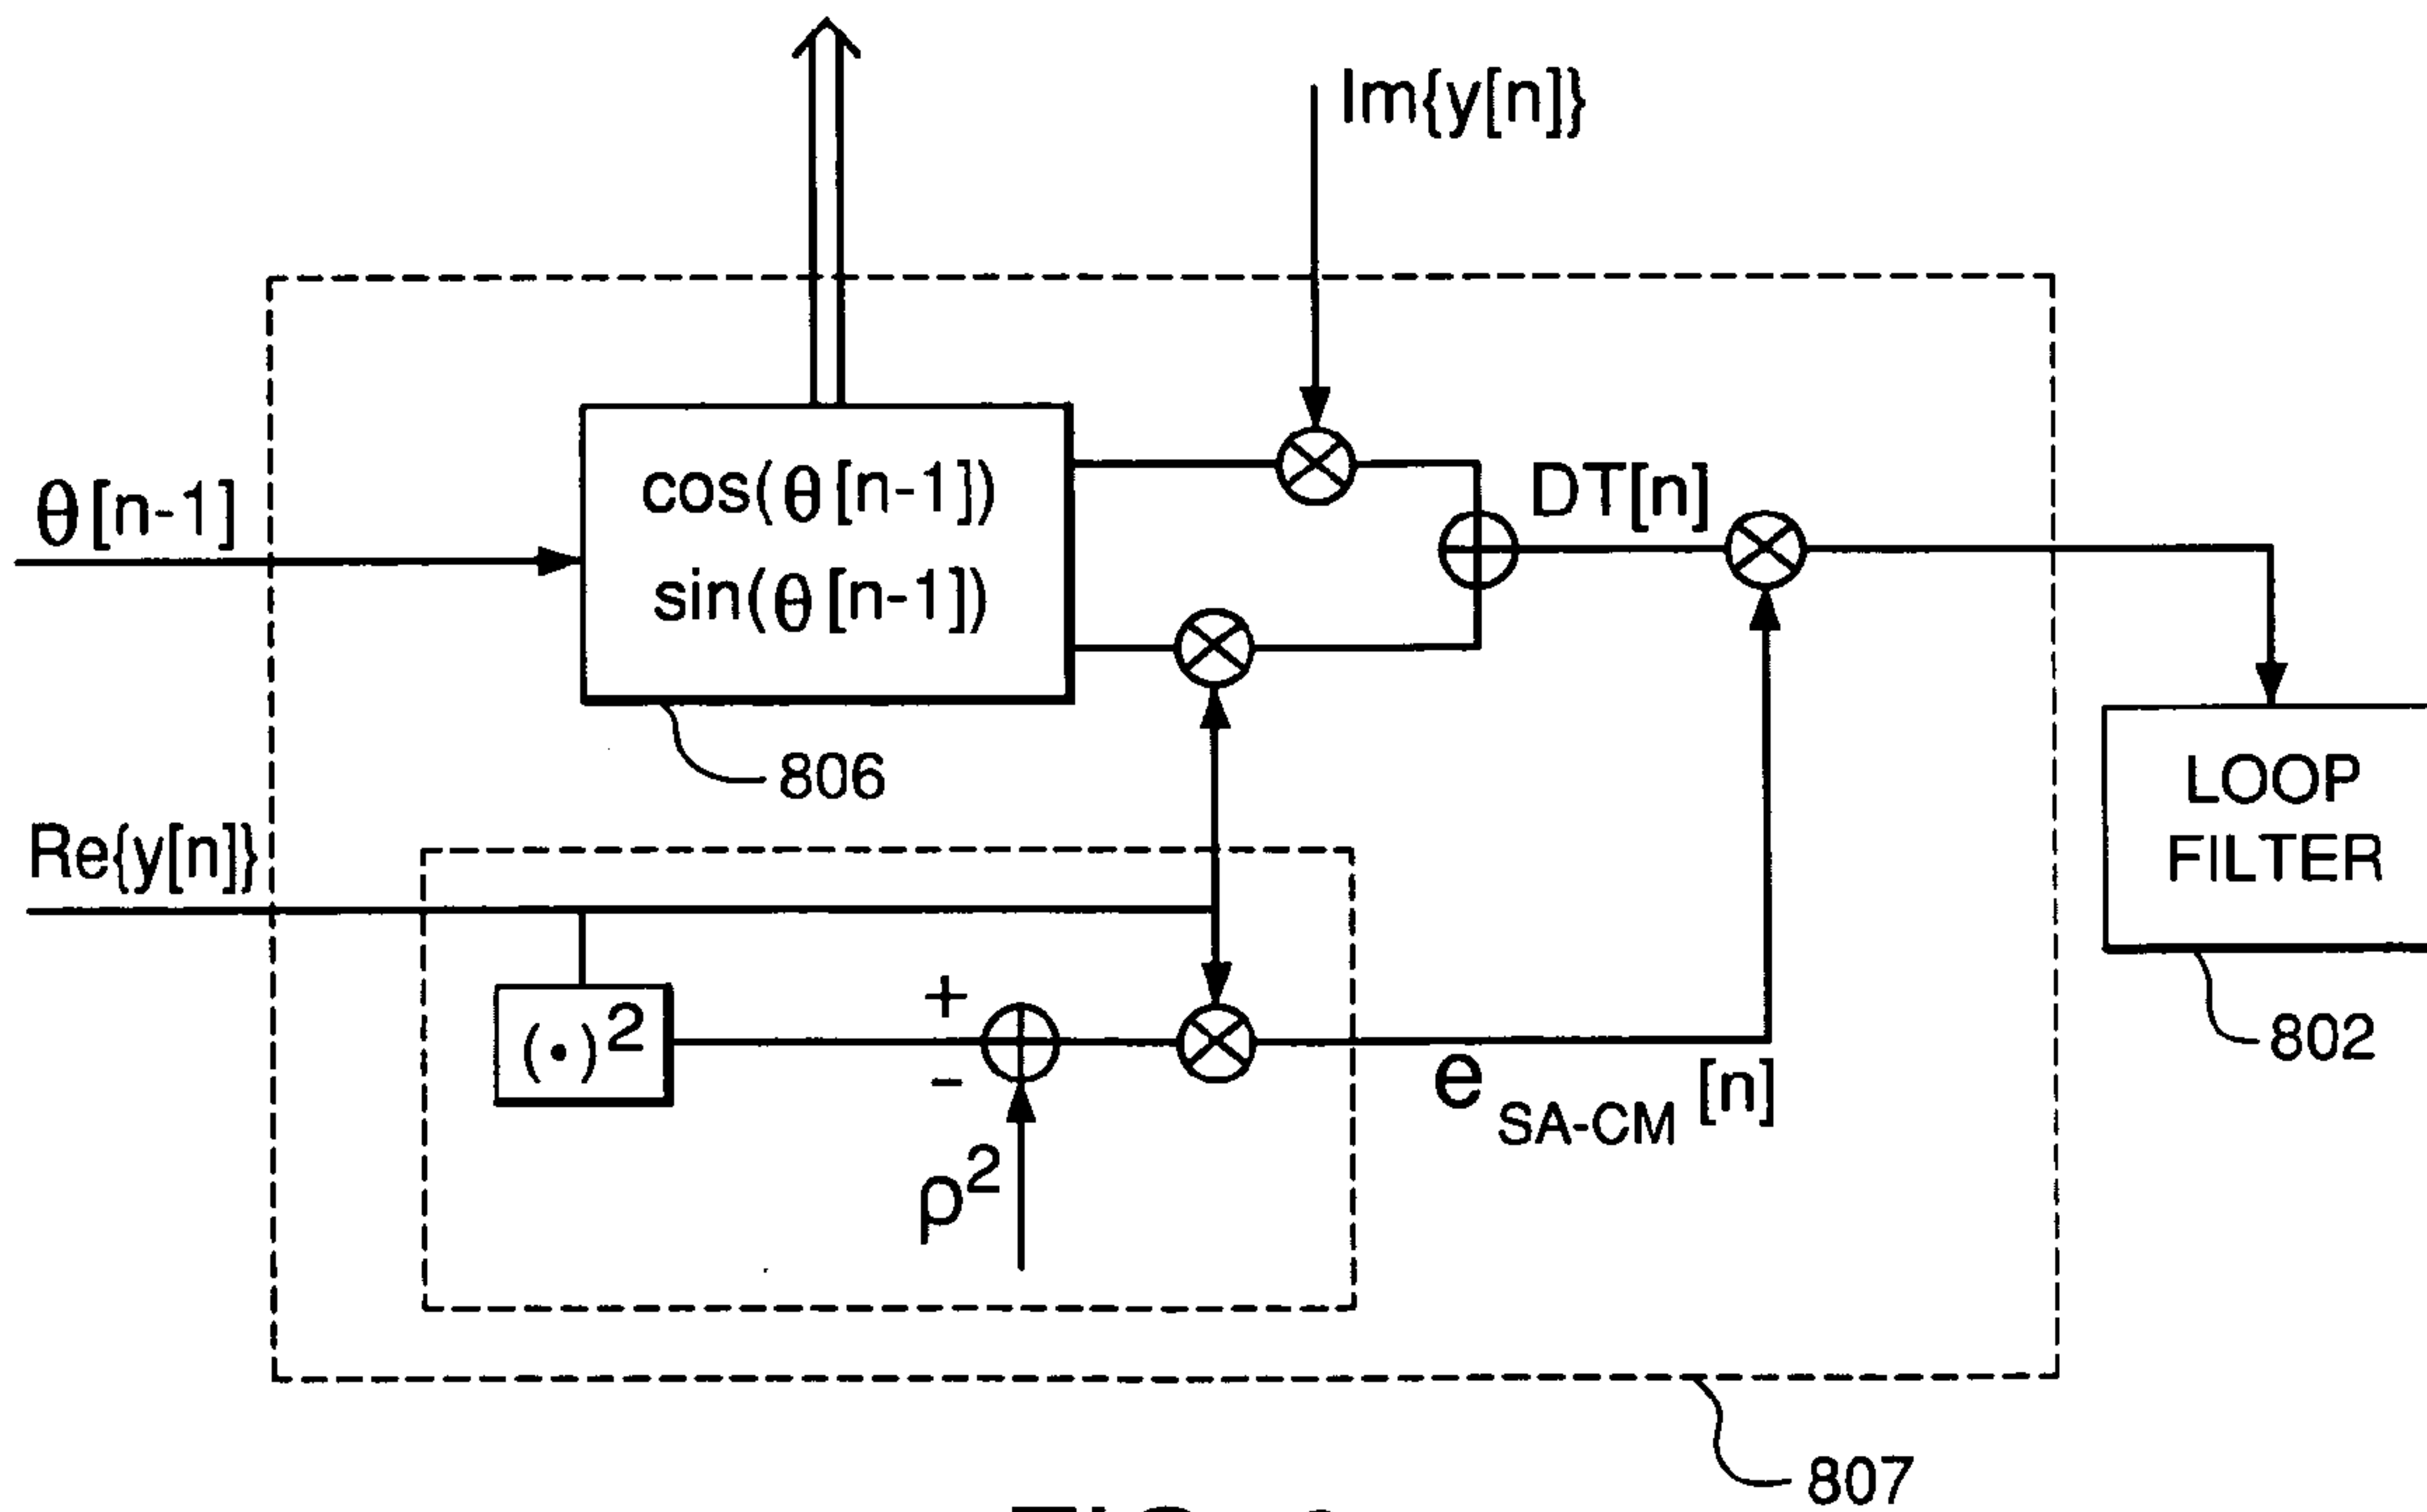 Im{y[n]}
θ[n-1]
cos(θ[n-1])
sin(θ[n-1])
DT[n]
806
Re{y[n]}
LOOP
FILTER
802
(•)²
+
-
ρ²
e SA-CM [n]
807